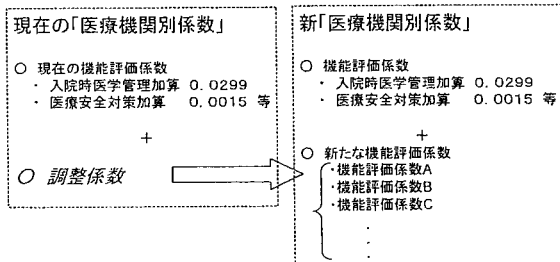 現在の「医療機関別係数」
○ 現在の機能評価係数
・ 入院時医学管理加算 0.0299
・ 医療安全対策加算 0.0015 等
+
○ 調整係数
新「医療機関別係数」
○ 機能評価係数
・ 入院時医学管理加算 0.0299
・ 医療安全対策加算 0.0015 等
+
○ 新たな機能評価係数
・機能評価係数A
・機能評価係数B
・機能評価係数C
・
・
・